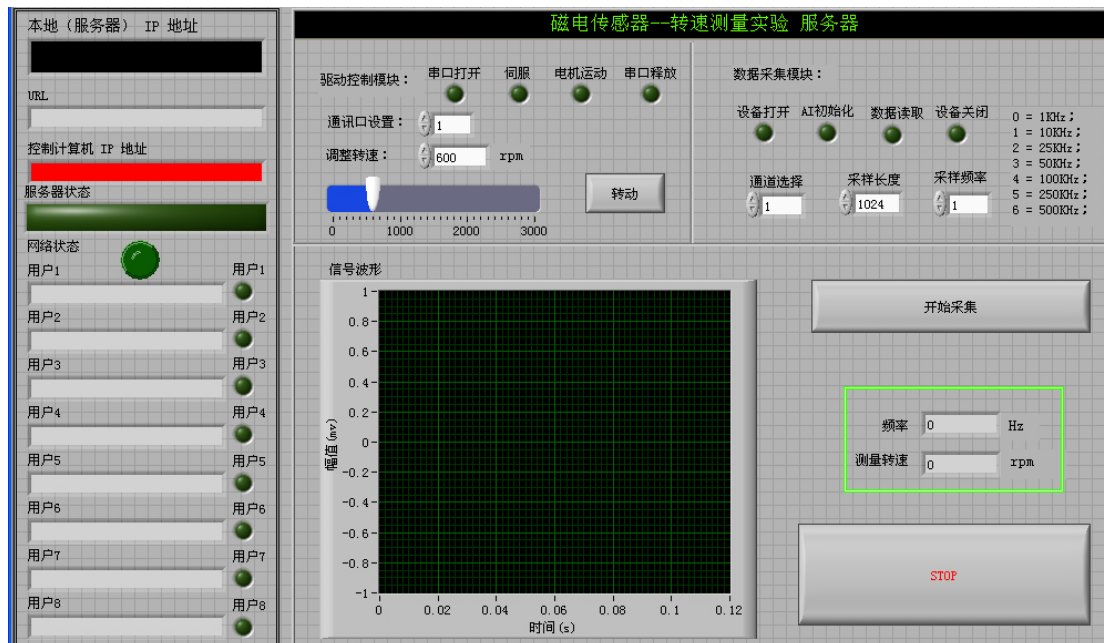 本地（服务器） IP 地址
URL
控制计算机 IP 地址
服务器状态
网络状态
用户1 用户1
用户2 用户2
用户3 用户3
用户4 用户4
用户5 用户5
用户6 用户6
用户7 用户7
用户8 用户8
磁电传感器--转速测量实验 服务器
驱动控制模块： 串口打开 伺服 电机运动 串口释放
通讯口设置： 1
调整转速： 600 rpm
转动
0 1000 2000 3000
数据采集模块：
设备打开 AI初始化 数据读取 设备关闭
通道选择 采样长度 采样频率
1 1024 1
0 = 1KHz；
1 = 10KHz；
2 = 25KHz；
3 = 50KHz；
4 = 100KHz；
5 = 250KHz；
6 = 500KHz；
信号波形
幅值(mv)
1
0.8
0.6
0.4
0.2
0
-0.2
-0.4
-0.6
-0.8
-1
0 0.02 0.04 0.06 0.08 0.1 0.12
时间(s)
开始采集
频率 0 Hz
测量转速 0 rpm
STOP